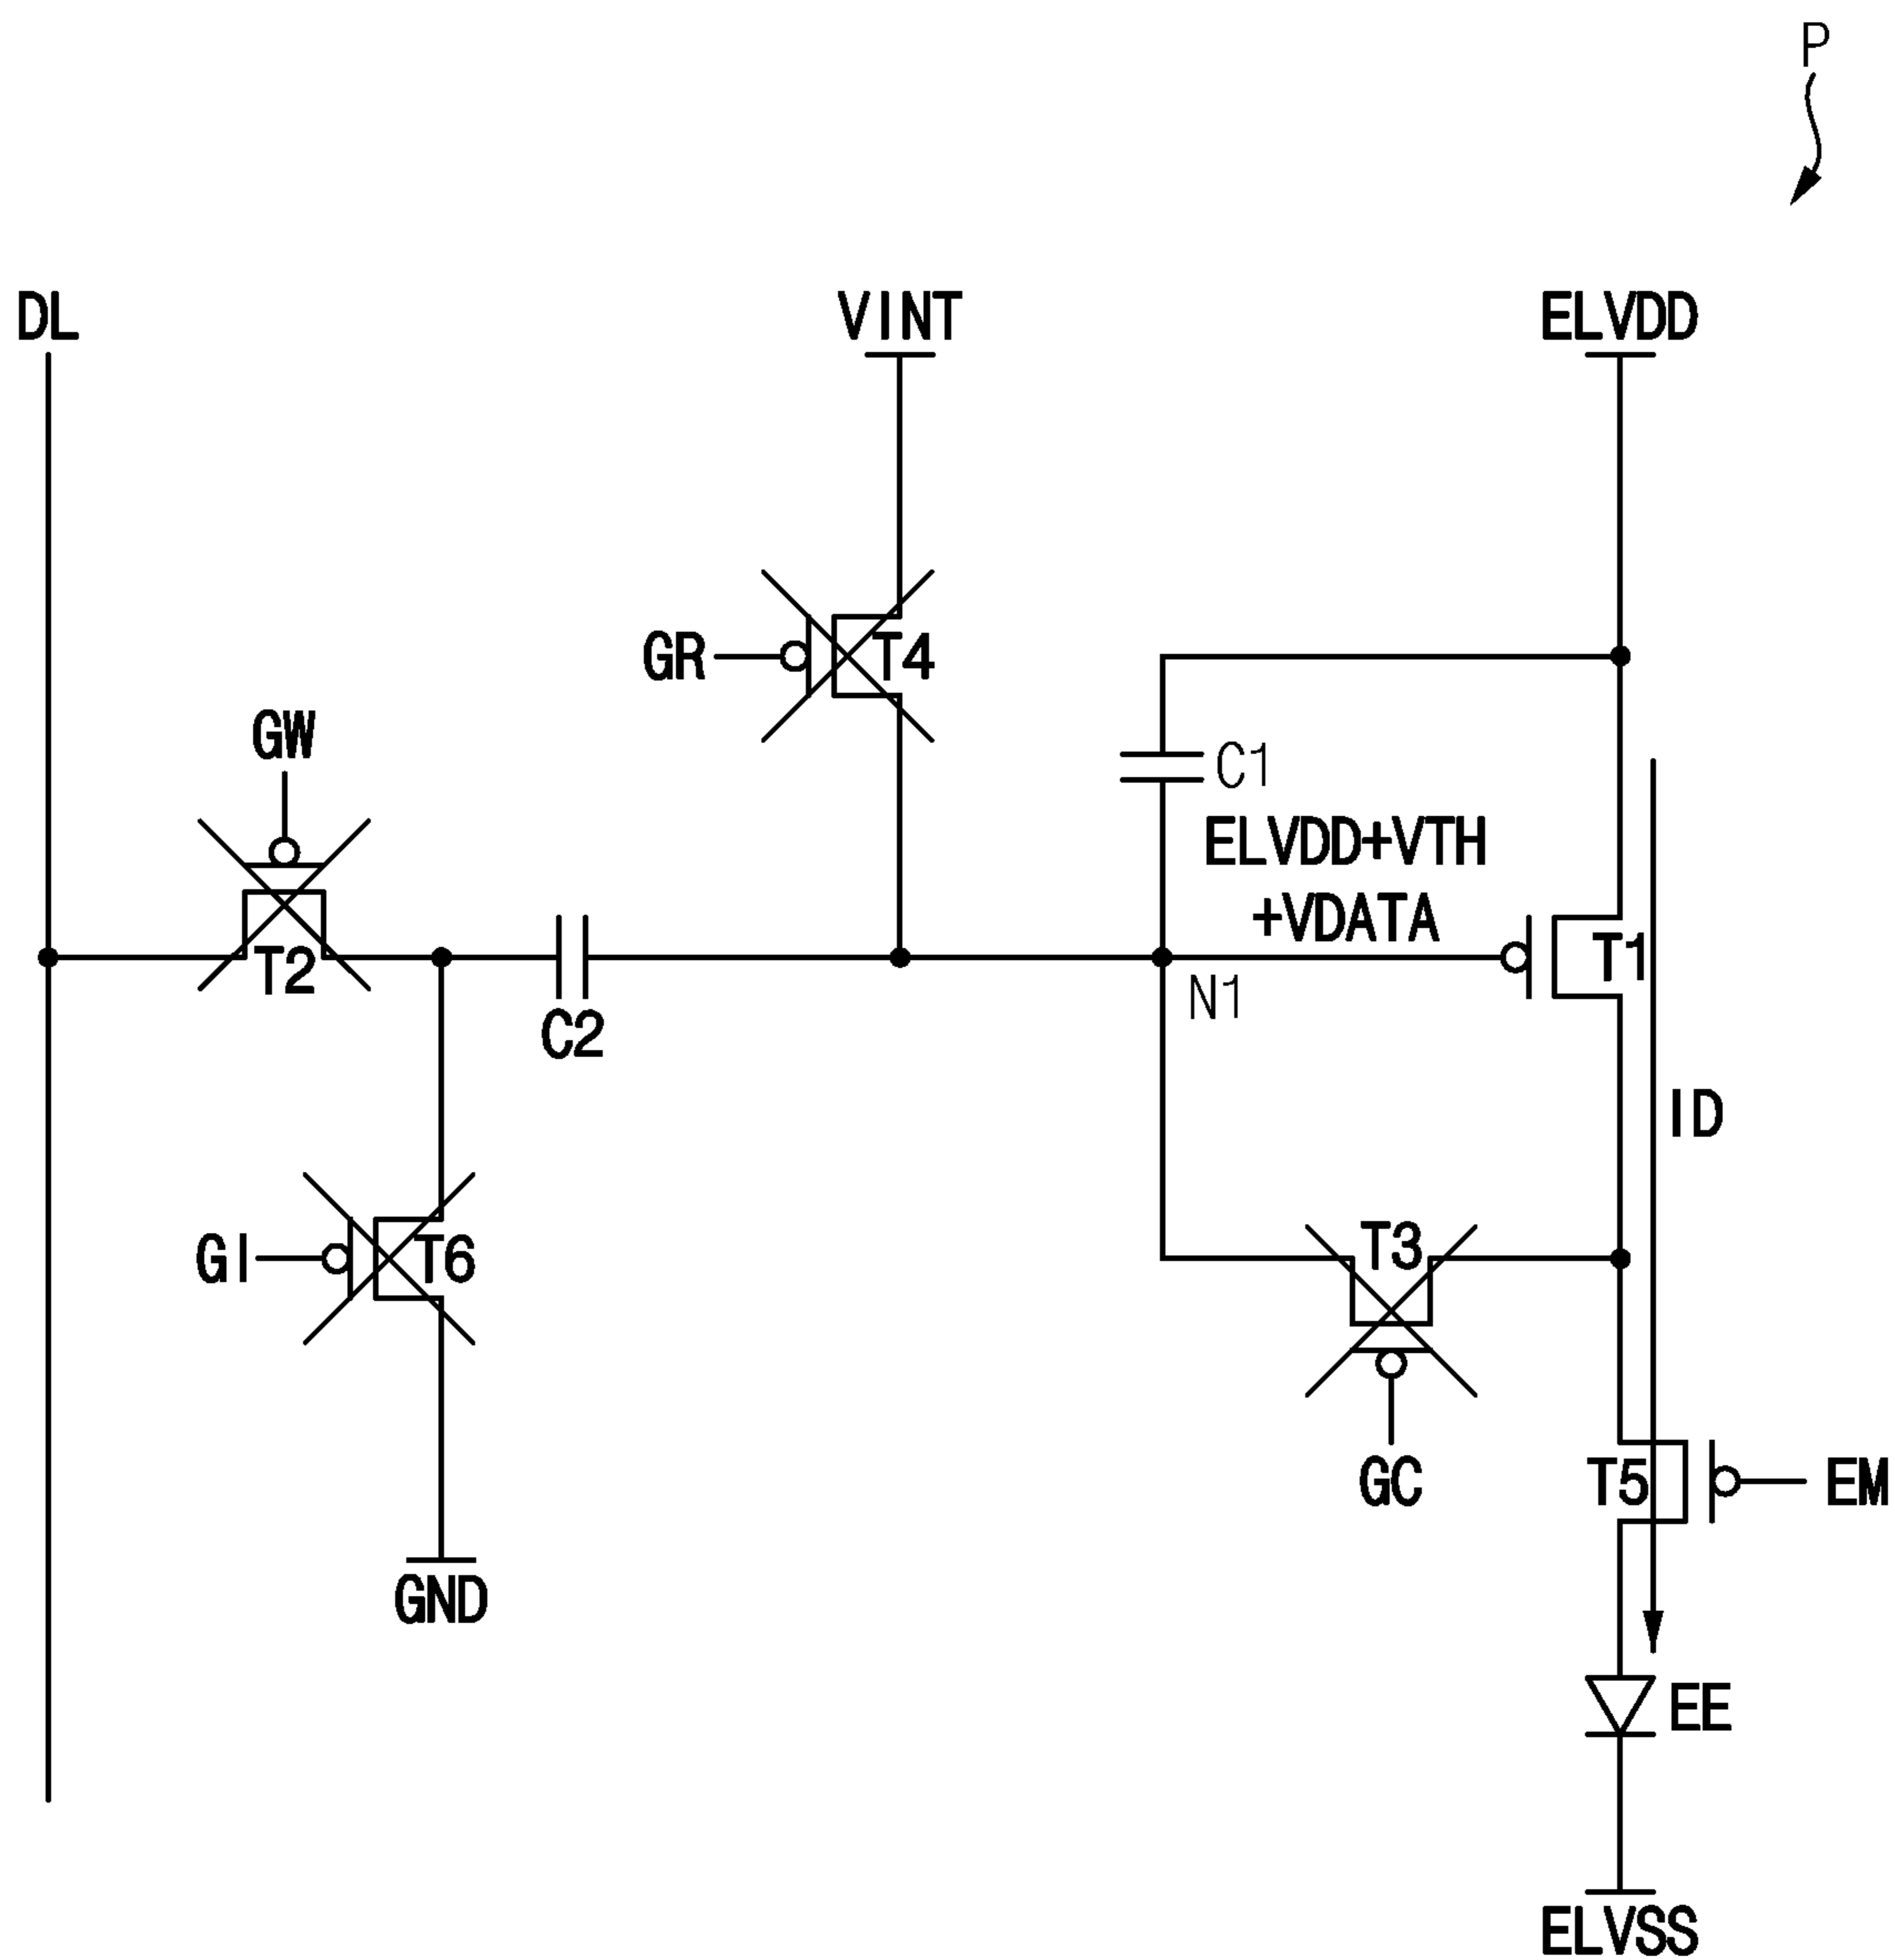 P
DL
VINT
ELVDD
GR
T4
GW
C1
ELVDD+VTH
+VDATA
T2
T1
N1
C2
ID
GI
T6
T3
GC
T5
EM
GND
EE
ELVSS